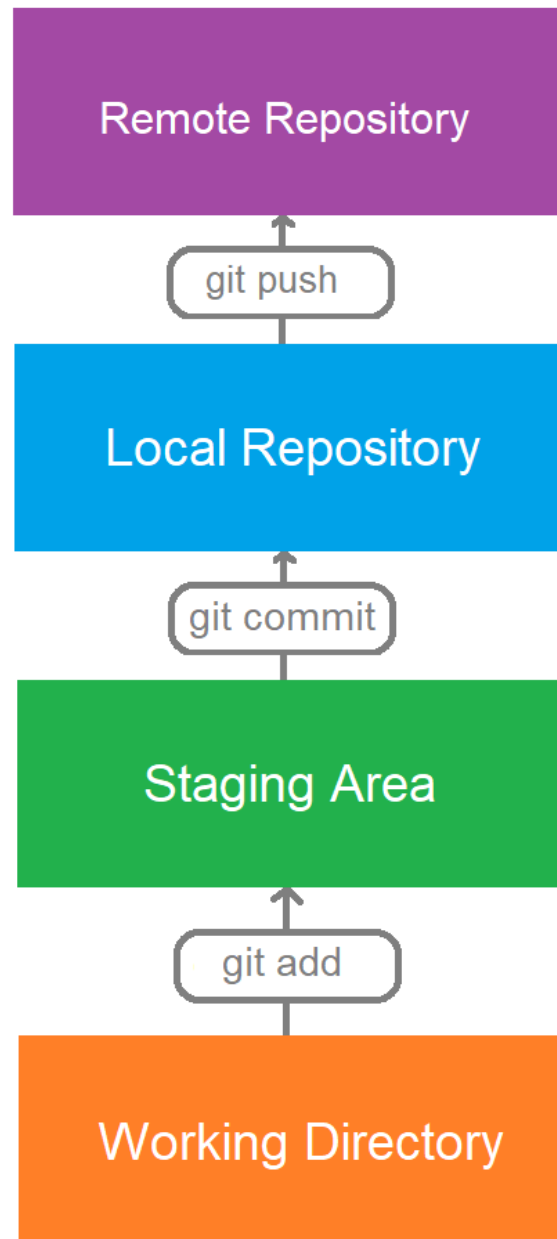 Remote Repository
git push
Local Repository
git commit
Staging Area
git add
Working Directory